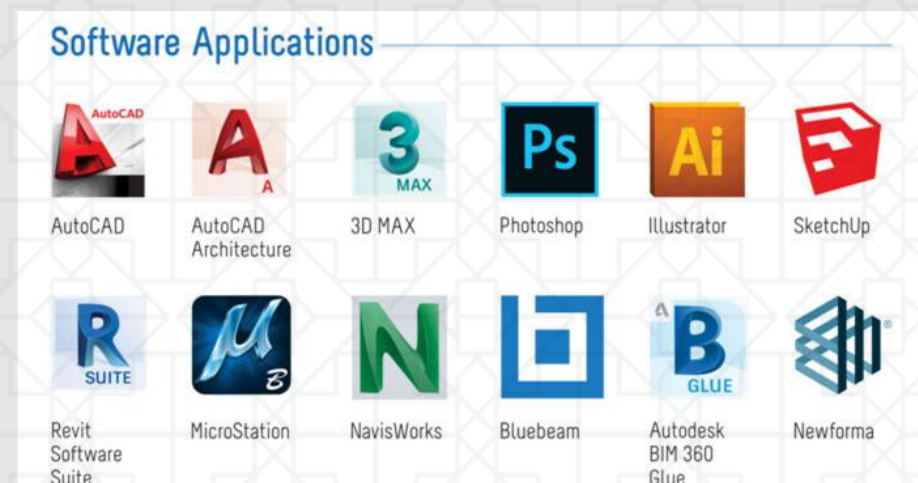 Software Applications
AutoCAD
A
MAX
Ps
Ai
AutoCAD
AutoCAD
Architecture
3D MAX
Photoshop
Illustrator
SketchUp
R
SUITE
µ
B
N
A
B
GLUE
®
Revit
Software
Suite
MicroStation
NavisWorks
Bluebeam
Autodesk
BIM 360
Glue
Newforma